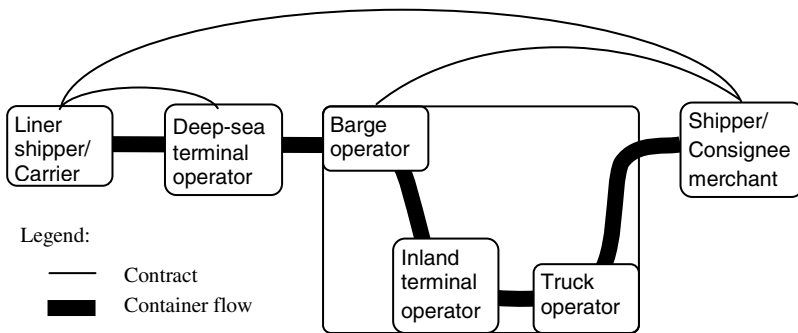 Liner
shipper/
Carrier
Deep-sea
terminal
operator
Barge
operator
Shipper/
Consignee
merchant
Inland
terminal
operator
Truck
operator
Legend:
Contract
Container flow